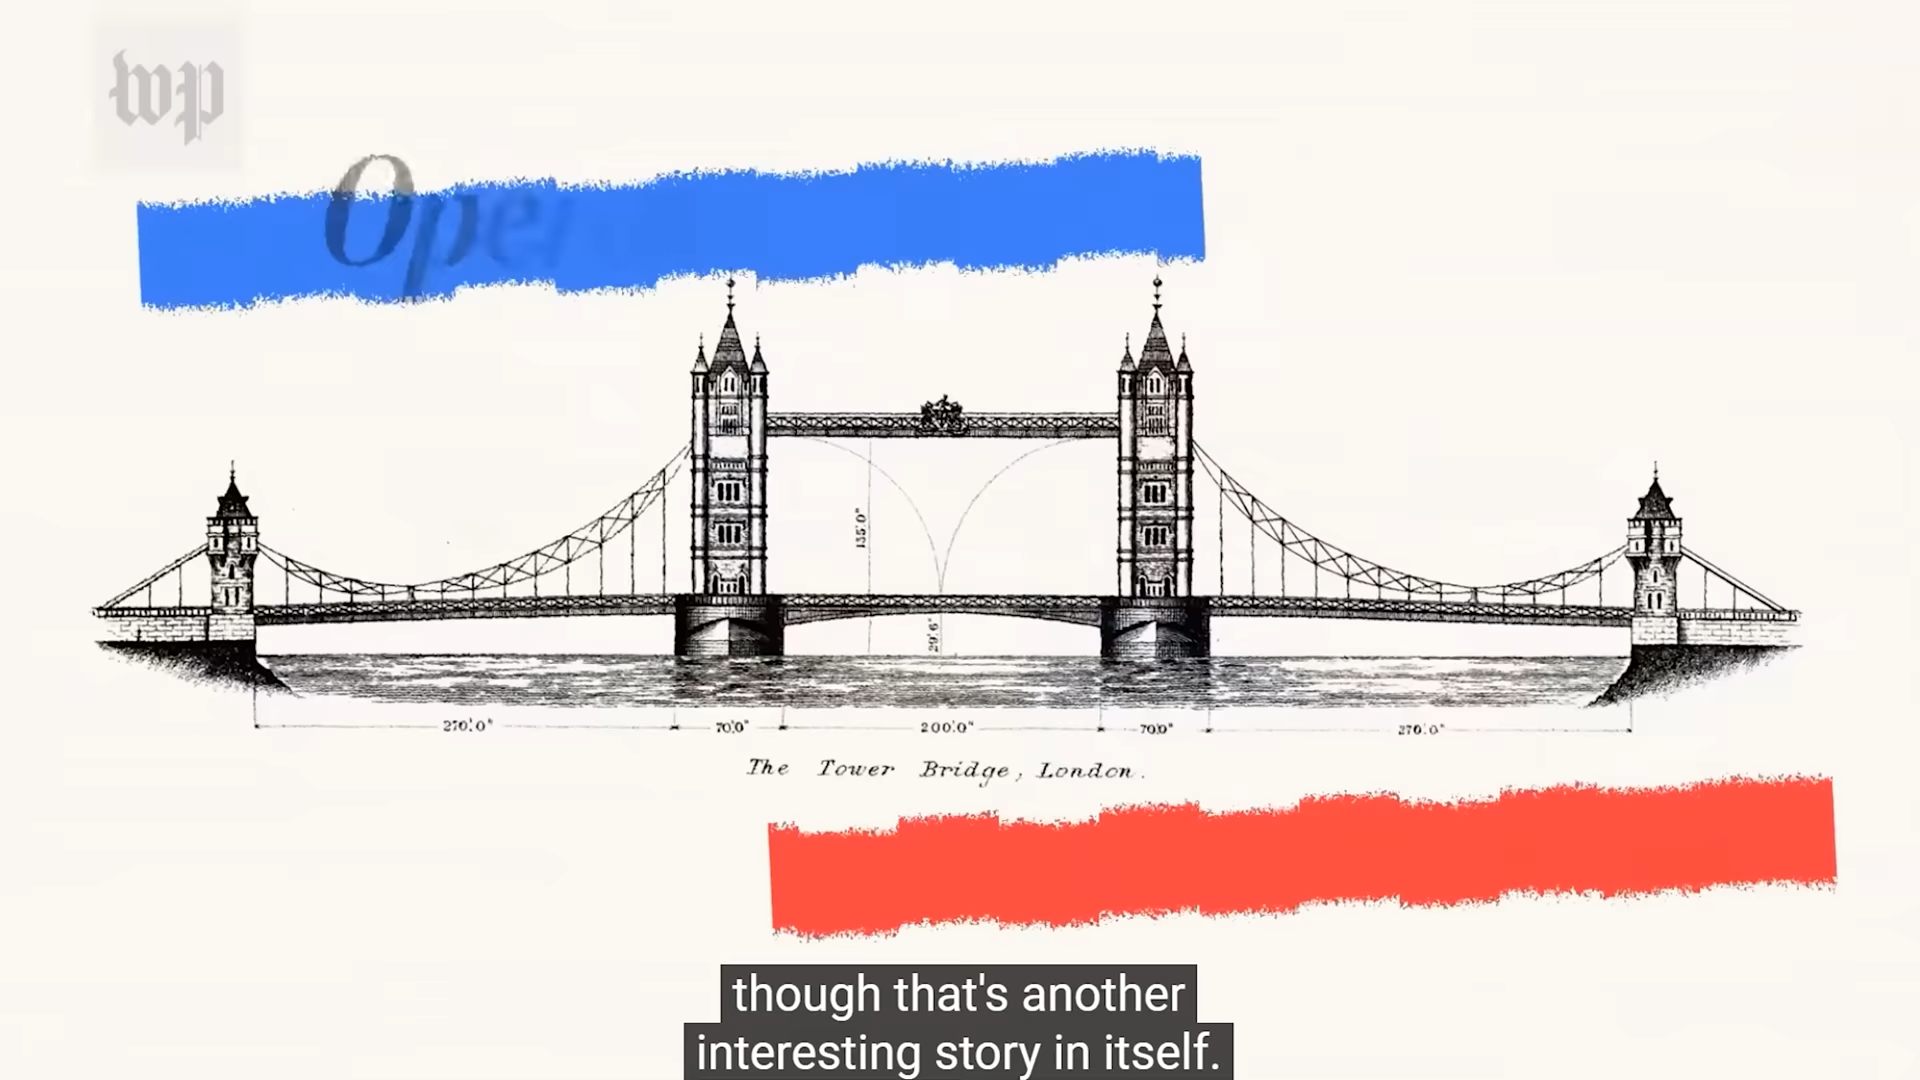 wp
Oper
135'.0"
29'.6"
270'.0" 70'.0" 200'.0" 70'.0" 270'.0"
The Tower Bridge, London.
though that's another
interesting story in itself.